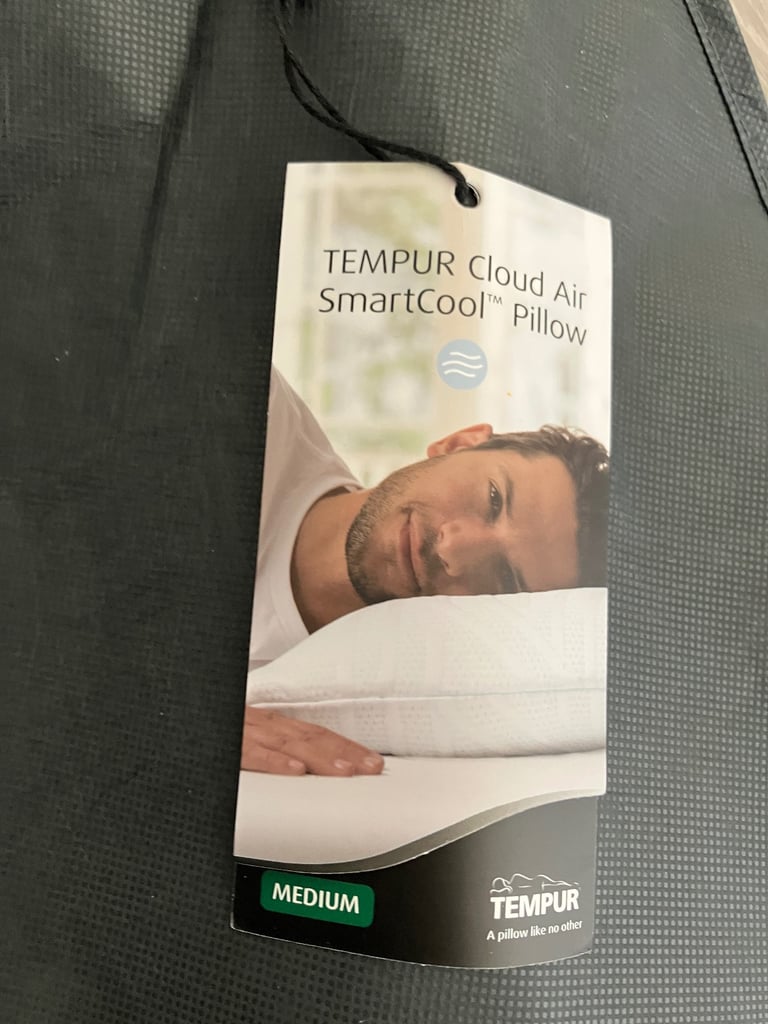 TEMPUR Cloud Air
SmartCool™ Pillow
MEDIUM
TEMPUR
A pillow like no other